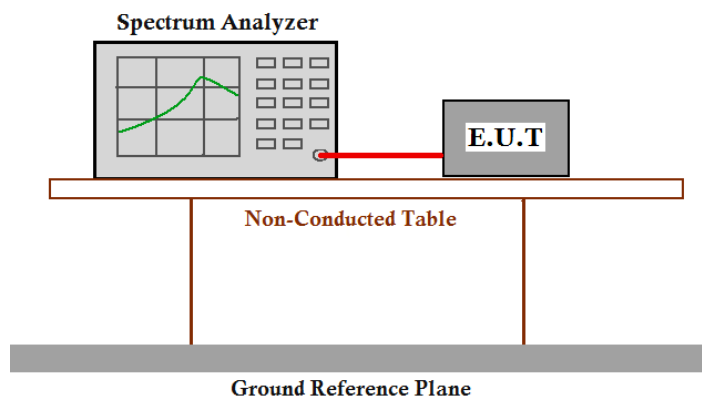 Spectrum Analyzer
E.U.T
Non-Conducted Table
Ground Reference Plane